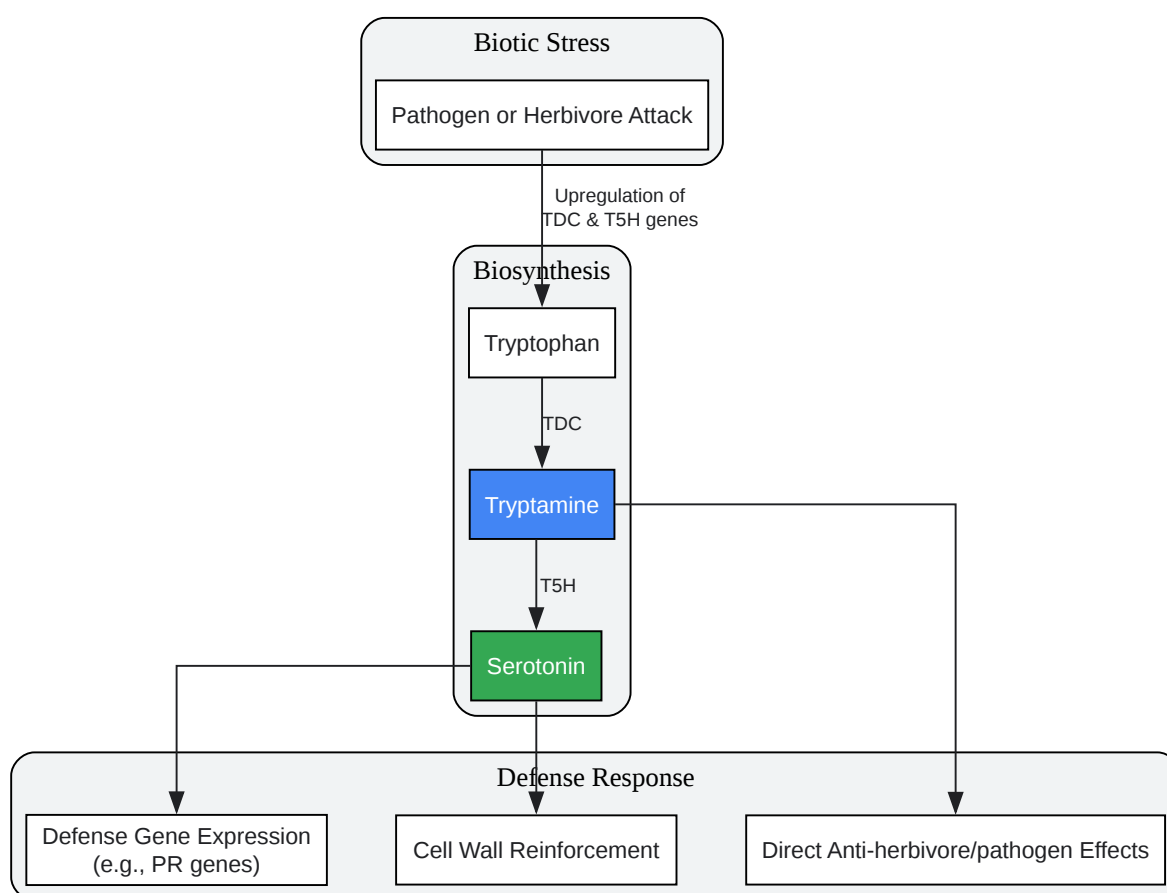 Biotic Stress
Pathogen or Herbivore Attack
Upregulation of
TDC & T5H genes
Biosynthesis
Tryptophan
TDC
Tryptamine
T5H
Serotonin
Defense Response
Defense Gene Expression
(e.g., PR genes)
Cell Wall Reinforcement
Direct Anti-herbivore/pathogen Effects